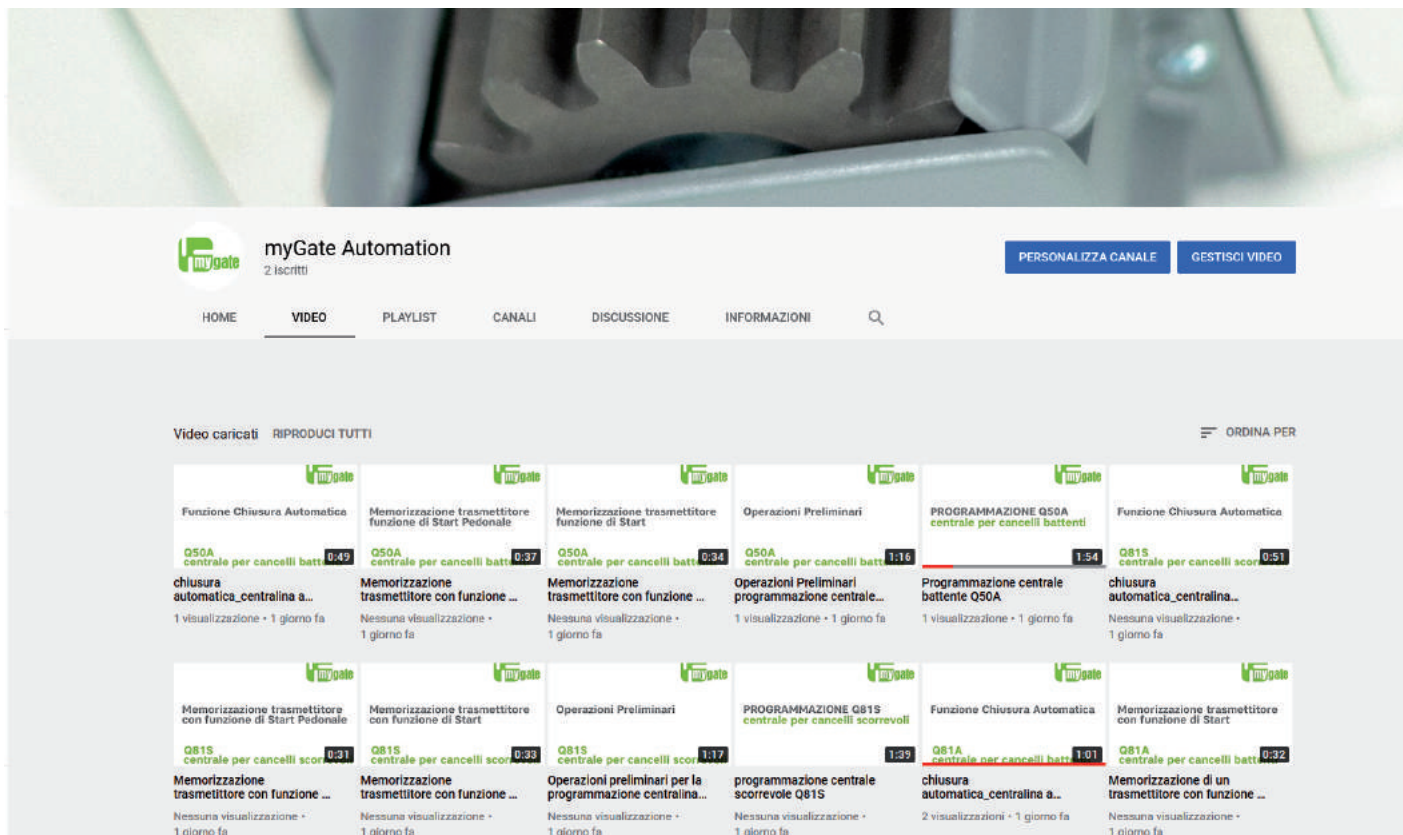 mygate
myGate Automation
2 iscritti
PERSONALIZZA CANALE
GESTISCI VIDEO
HOME VIDEO PLAYLIST CANALI DISCUSSIONE INFORMAZIONI
Video caricati RIPRODUCI TUTTI
ORDINA PER
mygate
Funzione Chiusura Automatica
Q50A
centrale per cancelli batt
0:49
chiusura
automatica_centralina a...
1 visualizzazione • 1 giorno fa
mygate
Memorizzazione trasmettitore
funzione di Start Pedonale
Q50A
centrale per cancelli batt
0:37
Memorizzazione
trasmettitore con funzione ...
Nessuna visualizzazione •
1 giorno fa
mygate
Memorizzazione trasmettitore
funzione di Start
Q50A
centrale per cancelli batt
0:34
Memorizzazione
trasmettitore con funzione ...
Nessuna visualizzazione •
1 giorno fa
mygate
Operazioni Preliminari
Q50A
centrale per cancelli batt
1:16
Operazioni Preliminari
programmazione centrale...
1 visualizzazione • 1 giorno fa
mygate
PROGRAMMAZIONE Q50A
centrale per cancelli battenti
1:54
Programmazione centrale
battente Q50A
1 visualizzazione • 1 giorno fa
mygate
Funzione Chiusura Automatica
Q81S
centrale per cancelli scor
0:51
chiusura
automatica_centralina...
Nessuna visualizzazione •
1 giorno fa
mygate
Memorizzazione trasmettitore
con funzione di Start Pedonale
Q81S
centrale per cancelli scor
0:31
Memorizzazione
trasmettitore con funzione ...
Nessuna visualizzazione •
1 giorno fa
mygate
Memorizzazione trasmettitore
con funzione di Start
Q81S
centrale per cancelli scor
0:33
Memorizzazione
trasmettitore con funzione ...
Nessuna visualizzazione •
1 giorno fa
mygate
Operazioni Preliminari
Q81S
centrale per cancelli scor
1:17
Operazioni preliminari per la
programmazione centralina...
Nessuna visualizzazione •
1 giorno fa
mygate
PROGRAMMAZIONE Q81S
centrale per cancelli scorrevoli
1:39
programmazione centrale
scorrevole Q81S
Nessuna visualizzazione •
1 giorno fa
mygate
Funzione Chiusura Automatica
Q81A
centrale per cancelli batt
1:01
chiusura
automatica_centralina a...
2 visualizzazioni • 1 giorno fa
mygate
Memorizzazione trasmettitore
con funzione di Start
Q81A
centrale per cancelli batt
0:32
Memorizzazione di un
trasmettitore con funzione ...
Nessuna visualizzazione •
1 giorno fa